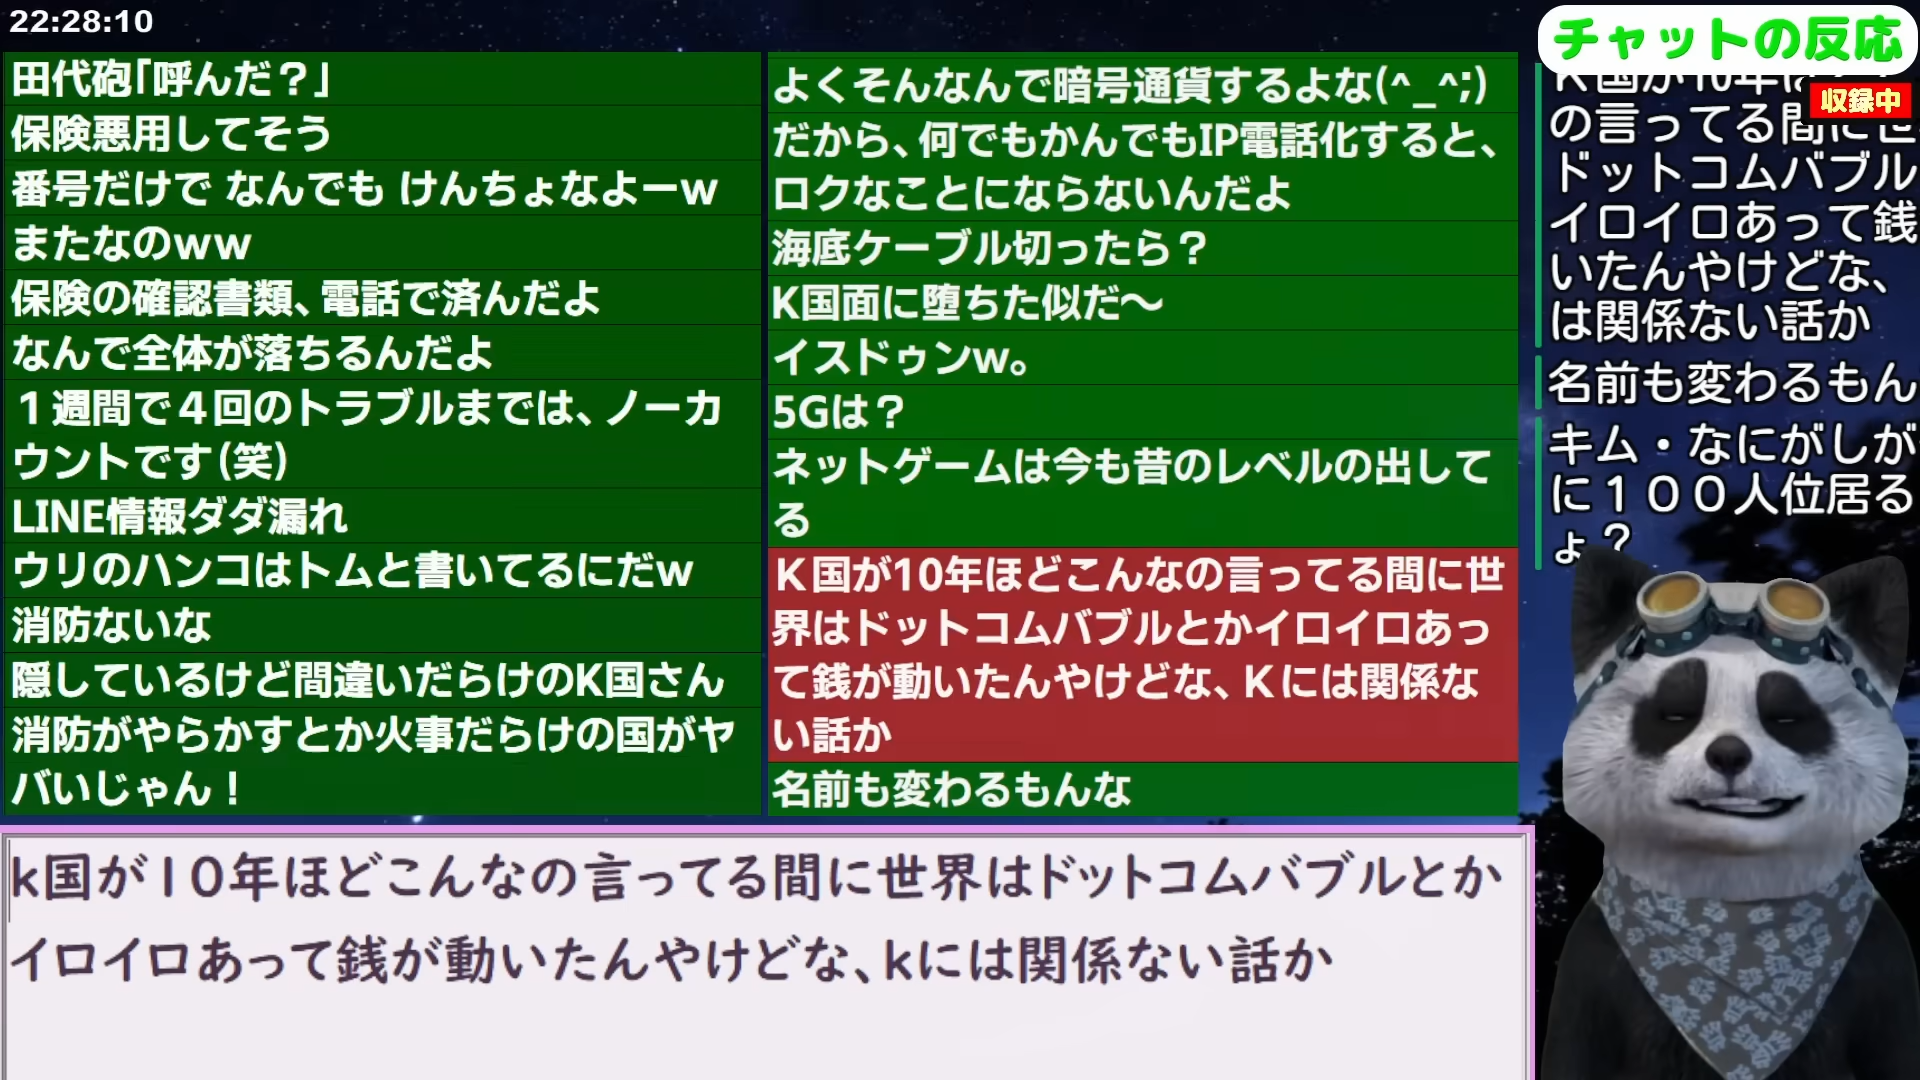 22:28:10
田代砲「呼んだ？」
保険悪用してそう
番号だけで なんでも けんちょなよーw
またなのww
保険の確認書類、電話で済んだよ
なんで全体が落ちるんだよ
１週間で４回のトラブルまでは、ノーカ
ウントです(笑)
LINE情報ダダ漏れ
ウリのハンコはトムと書いてるにだw
消防ないな
隠しているけど間違いだらけのK国さん
消防がやらかすとか火事だらけの国がヤ
バいじゃん！
よくそんなんで暗号通貨するよな(^_^;)
だから、何でもかんでもIP電話化すると、
ロクなことにならないんだよ
海底ケーブル切ったら？
K国面に堕ちた似だ～
イスドゥンw。
5Gは？
ネットゲームは今も昔のレベルの出して
る
Ｋ国が10年ほどこんなの言ってる間に世
界はドットコムバブルとかイロイロあっ
て銭が動いたんやけどな、Ｋには関係な
い話か
名前も変わるもんな
チャットの反応
収録中
の言ってる間に世
ドットコムバブル
イロイロあって銭
いたんやけどな、
は関係ない話か
名前も変わるもん
キム・なにがしが
に１００人位居る
ょ？
k国が10年ほどこんなの言ってる間に世界はドットコムバブルとか
イロイロあって銭が動いたんやけどな、kには関係ない話か